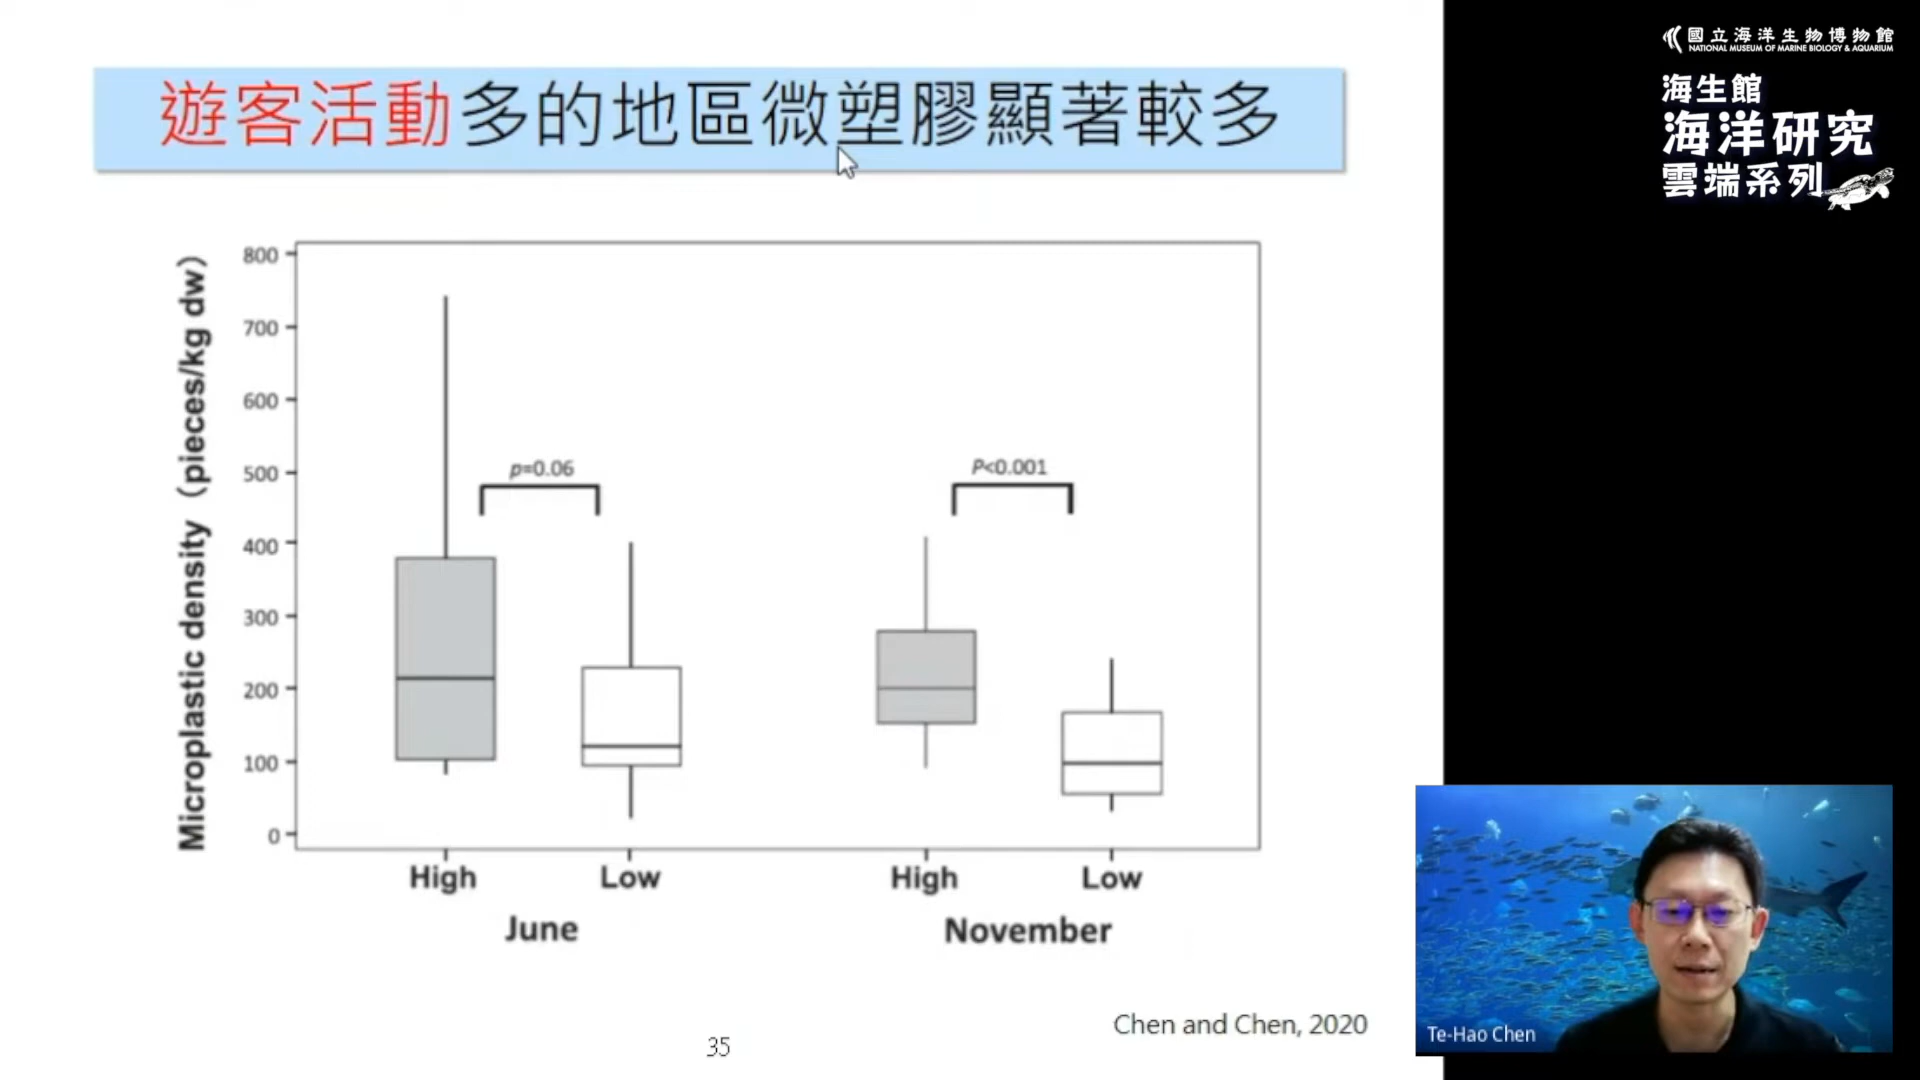 遊客活動多的地區微塑膠顯著較多
Microplastic density (pieces/kg dw)
800
700
600
500
400
300
200
100
0
p=0.06
P<0.001
High
Low
High
Low
June
November
Chen and Chen, 2020
35
國立海洋生物博物館
NATIONAL MUSEUM OF MARINE BIOLOGY & AQUARIUM
海生館
海洋研究
雲端系列
Te-Hao Chen